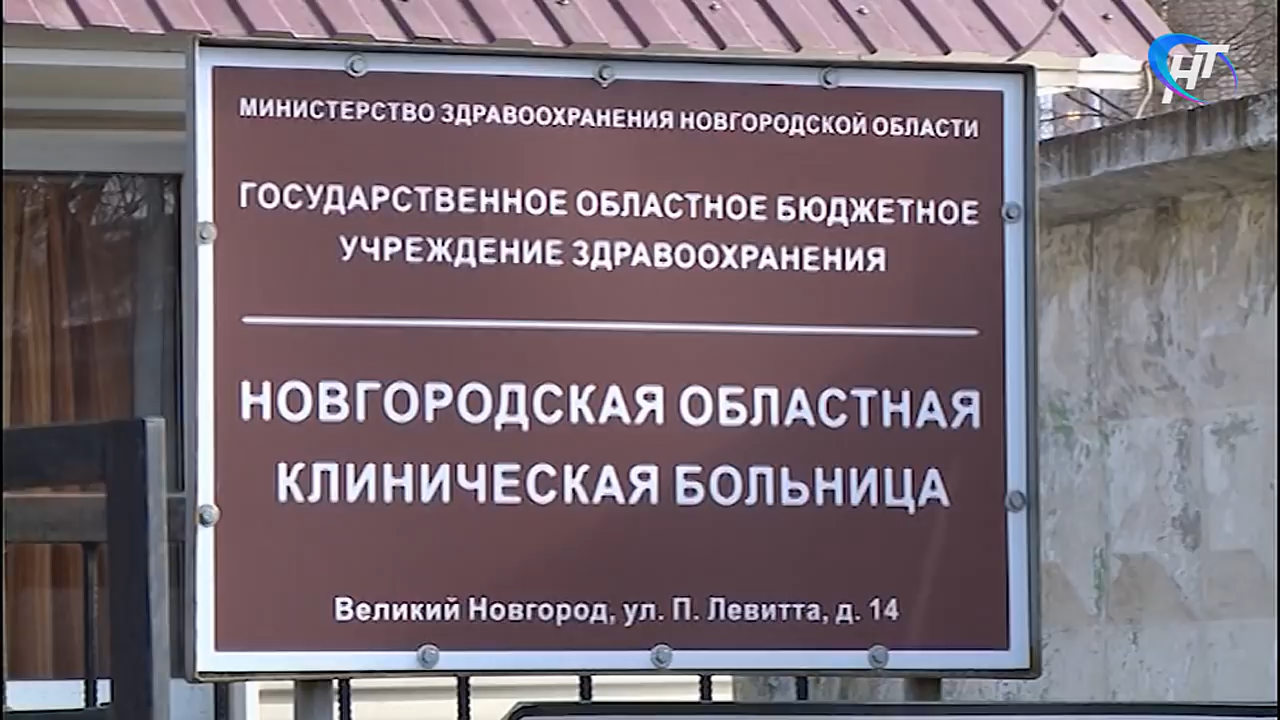 МИНИСТЕРСТВО ЗДРАВООХРАНЕНИЯ НОВГОРОДСКОЙ ОБЛАСТИ
ГОСУДАРСТВЕННОЕ ОБЛАСТНОЕ БЮДЖЕТНОЕ
УЧРЕЖДЕНИЕ ЗДРАВООХРАНЕНИЯ
НОВГОРОДСКАЯ ОБЛАСТНАЯ
КЛИНИЧЕСКАЯ БОЛЬНИЦА
Великий Новгород, ул. П. Левитта, д. 14
НТ